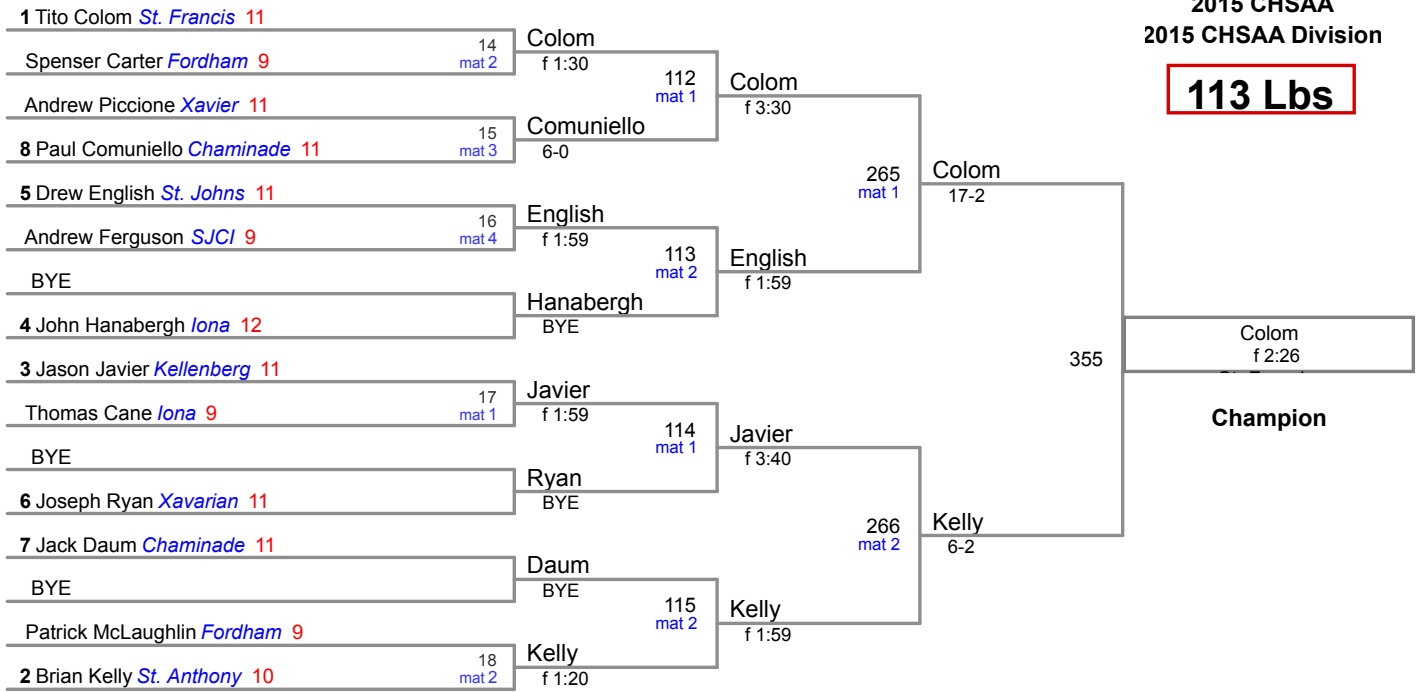 2015 CHSAA
2015 CHSAA Division
113 Lbs
1 Tito Colom St. Francis 11
Spenser Carter Fordham 9
Andrew Piccione Xavier 11
8 Paul Comuniello Chaminade 11
5 Drew English St. Johns 11
Andrew Ferguson SJCI 9
BYE
4 John Hanabergh Iona 12
3 Jason Javier Kellenberg 11
Thomas Cane Iona 9
BYE
6 Joseph Ryan Xavarian 11
7 Jack Daum Chaminade 11
BYE
Patrick McLaughlin Fordham 9
2 Brian Kelly St. Anthony 10
14
mat 2
15
mat 3
16
mat 4
17
mat 1
18
mat 2
Colom
f 1:30
Comuniello
6-0
English
f 1:59
Hanabergh
BYE
Javier
f 1:59
Ryan
BYE
Daum
BYE
Kelly
f 1:20
112
mat 1
113
mat 2
114
mat 1
115
mat 2
Colom
f 3:30
English
f 1:59
Javier
f 3:40
Kelly
f 1:59
265
mat 1
266
mat 2
Colom
17-2
Kelly
6-2
355
Colom
f 2:26
Champion